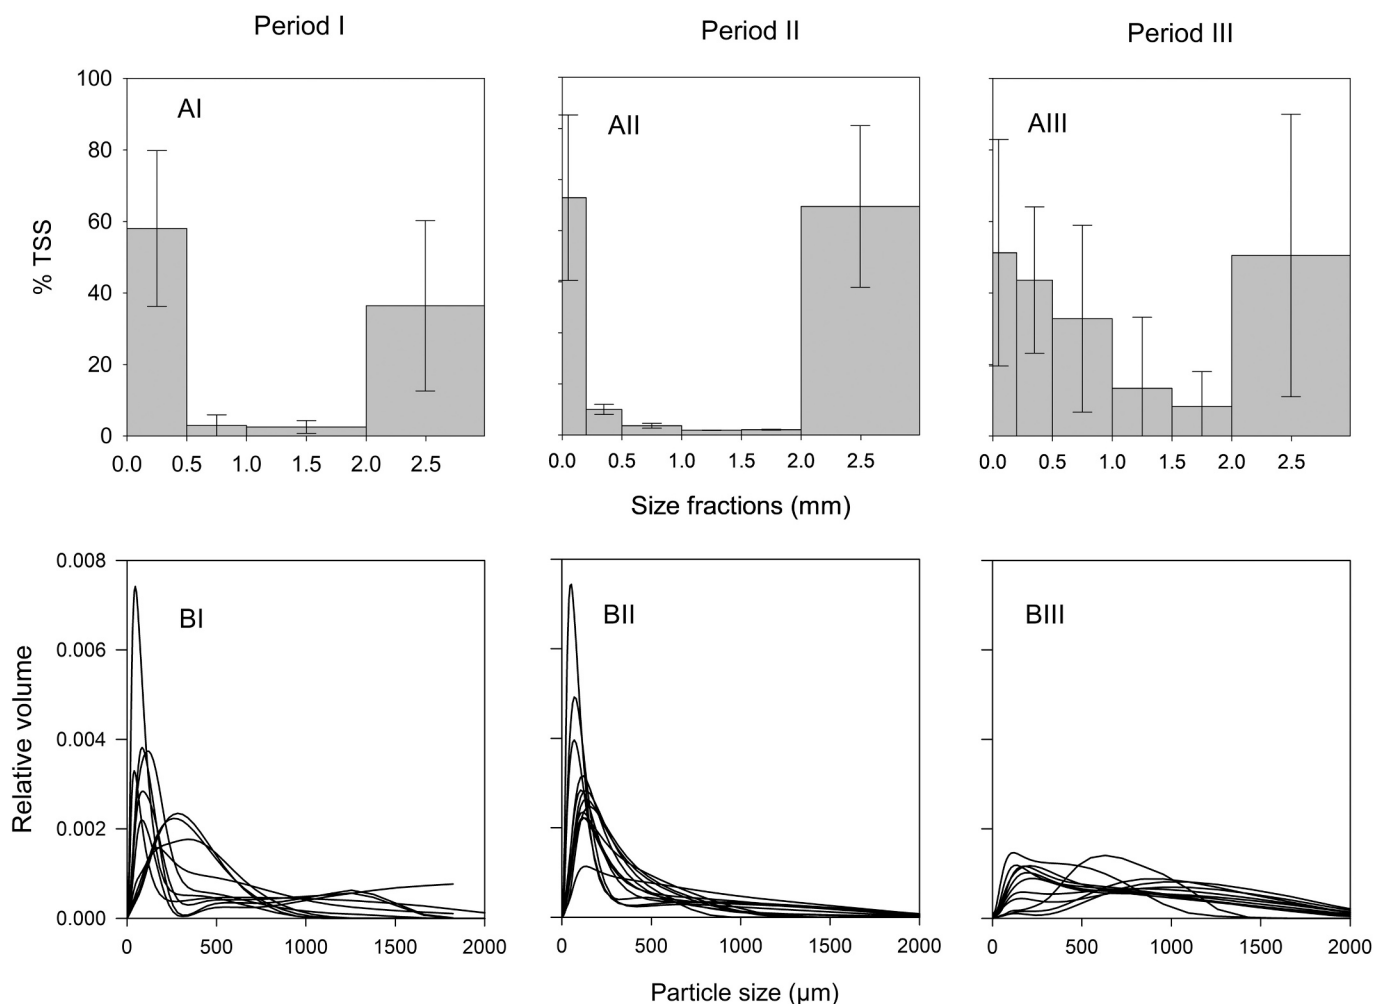 Period I Period II Period III
AI AII AIII
100
80
60
40
20
0
% TSS
0.0 0.5 1.0 1.5 2.0 2.5
0.0 0.5 1.0 1.5 2.0 2.5
0.0 0.5 1.0 1.5 2.0 2.5
Size fractions (mm)
BI BII BIII
0.008
0.006
0.004
0.002
0.000
Relative volume
0 500 1000 1500 2000
0 500 1000 1500 2000
0 500 1000 1500 2000
Particle size (μm)